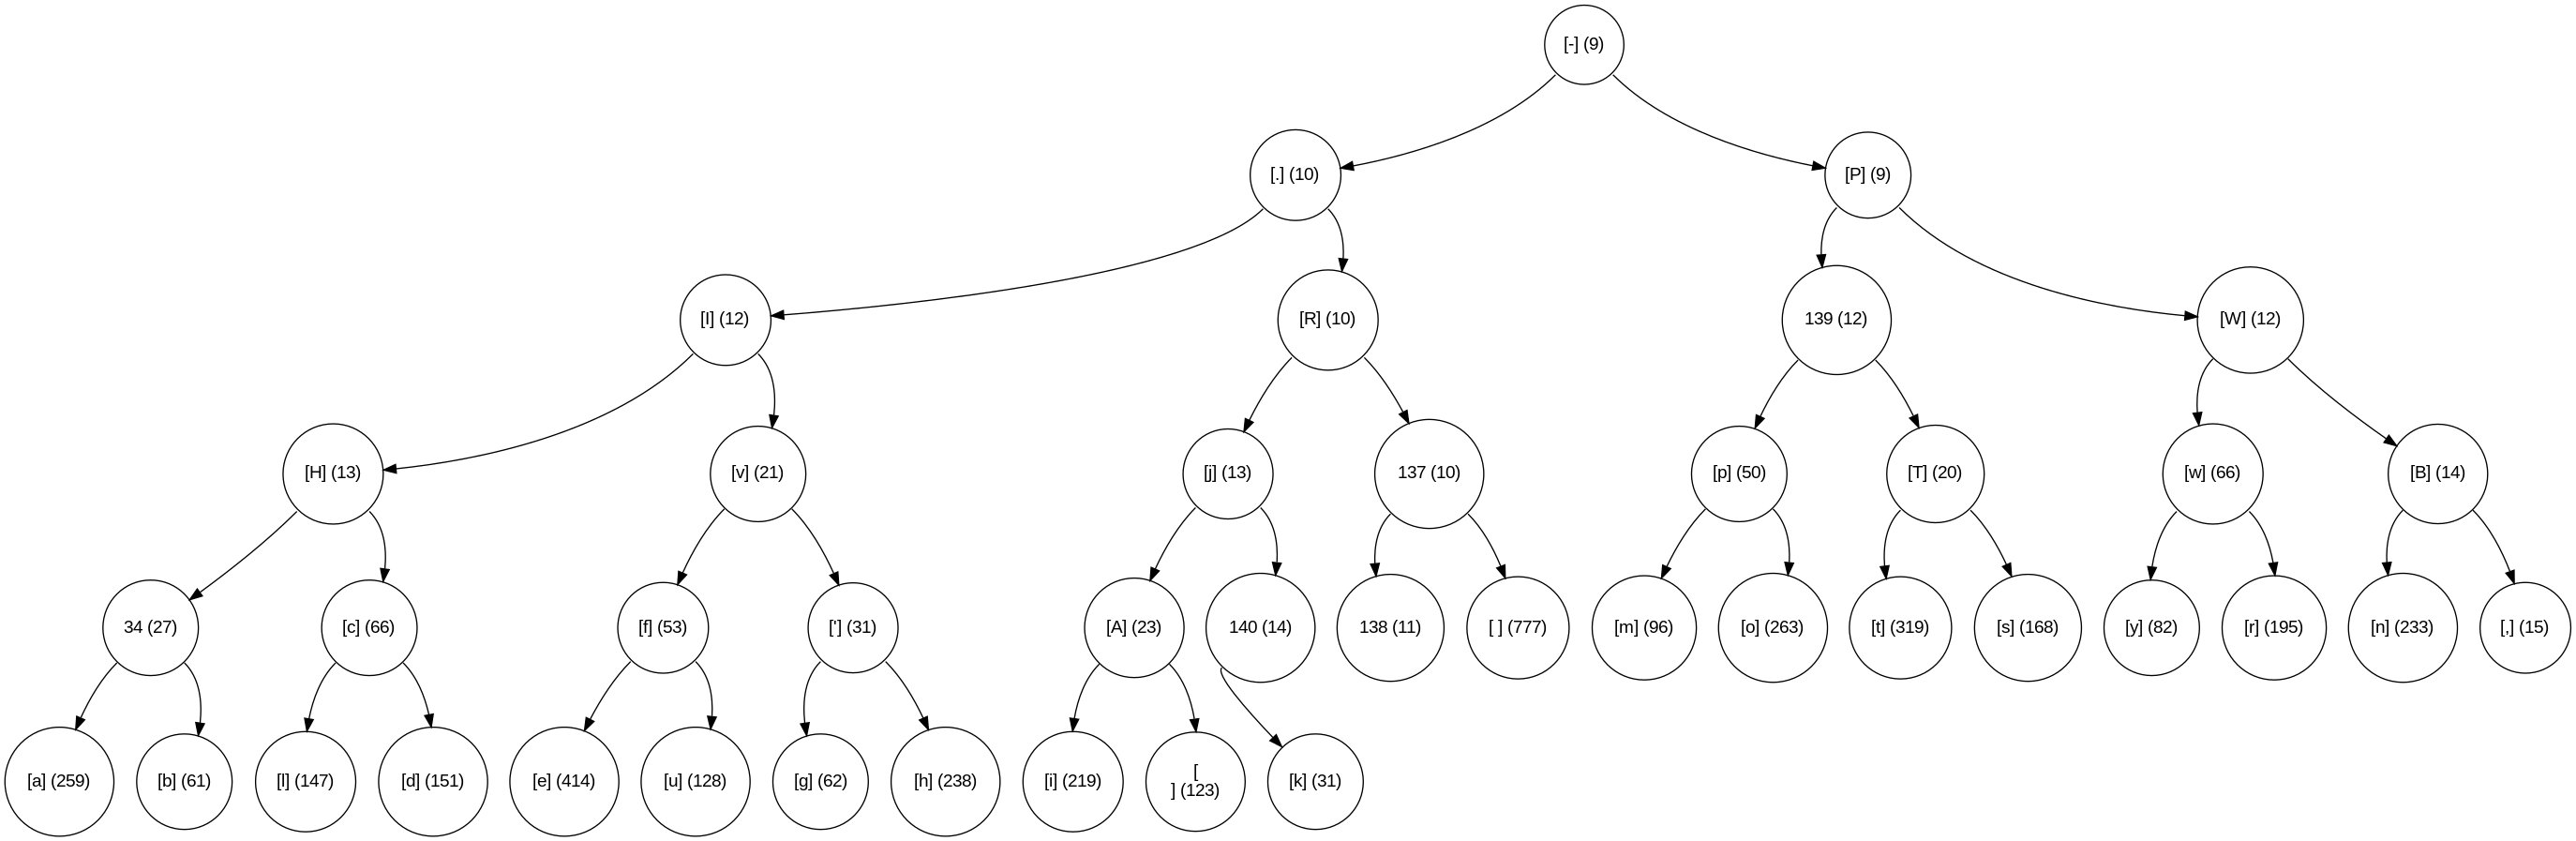 [-] (9)
[.] (10)
[P] (9)
[I] (12)
[R] (10)
139 (12)
[W] (12)
[H] (13)
[v] (21)
[j] (13)
137 (10)
[p] (50)
[T] (20)
[w] (66)
[B] (14)
34 (27)
[c] (66)
[f] (53)
['] (31)
[A] (23)
140 (14)
138 (11)
[ ] (777)
[m] (96)
[o] (263)
[t] (319)
[s] (168)
[y] (82)
[r] (195)
[n] (233)
[,] (15)
[a] (259)
[b] (61)
[l] (147)
[d] (151)
[e] (414)
[u] (128)
[g] (62)
[h] (238)
[i] (219)
[
] (123)
[k] (31)